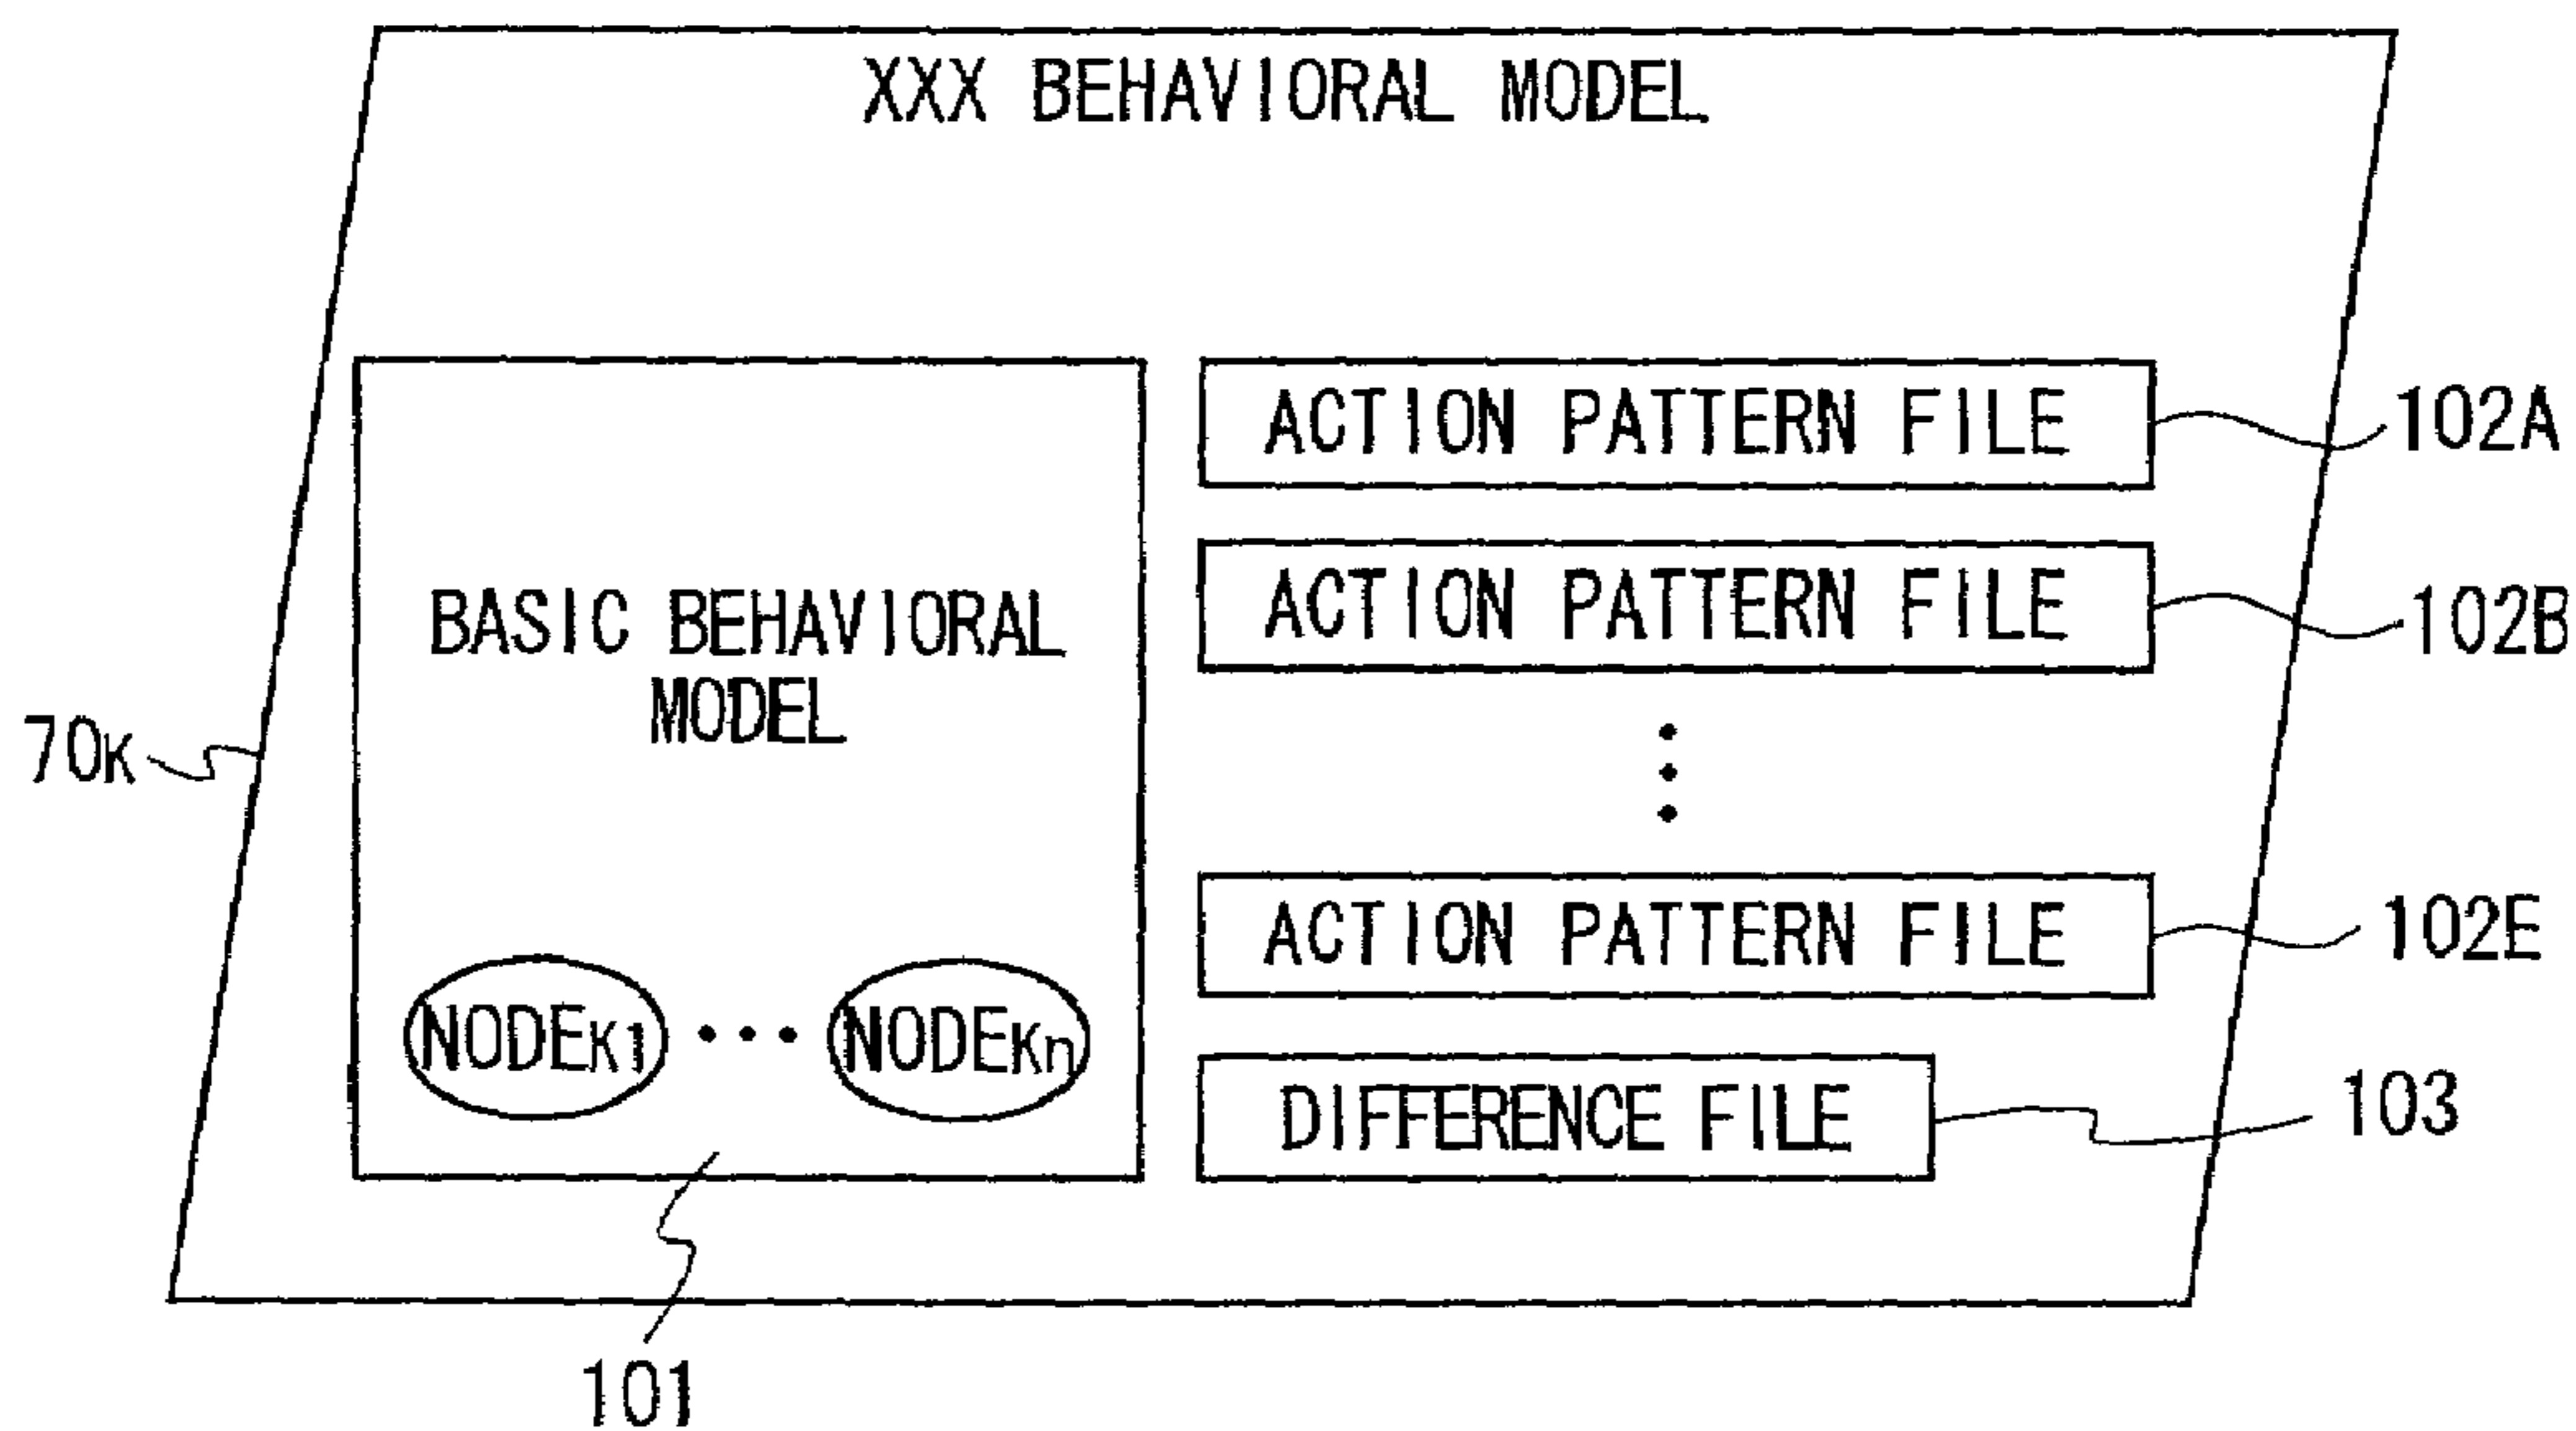 XXX BEHAVIORAL MODEL
ACTION PATTERN FILE
102A
ACTION PATTERN FILE
102B
BASIC BEHAVIORAL
MODEL
70K
ACTION PATTERN FILE
102E
NODEK1 ••• NODEKn
DIFFERENCE FILE
103
101